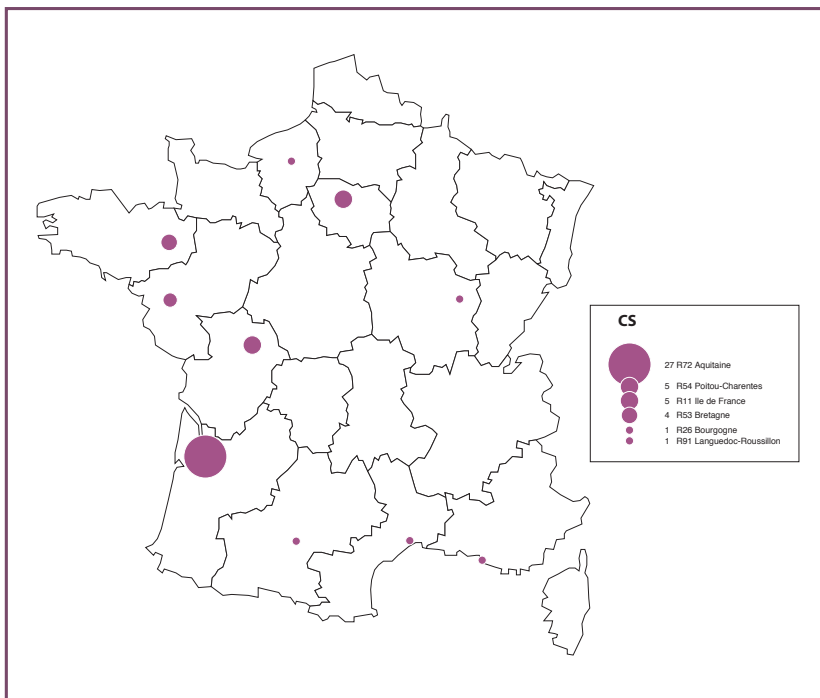 CS
27 R72 Aquitaine
5 R54 Poitou-Charentes
5 R11 Ile de France
4 R53 Bretagne
1 R26 Bourgogne
1 R91 Languedoc-Roussillon